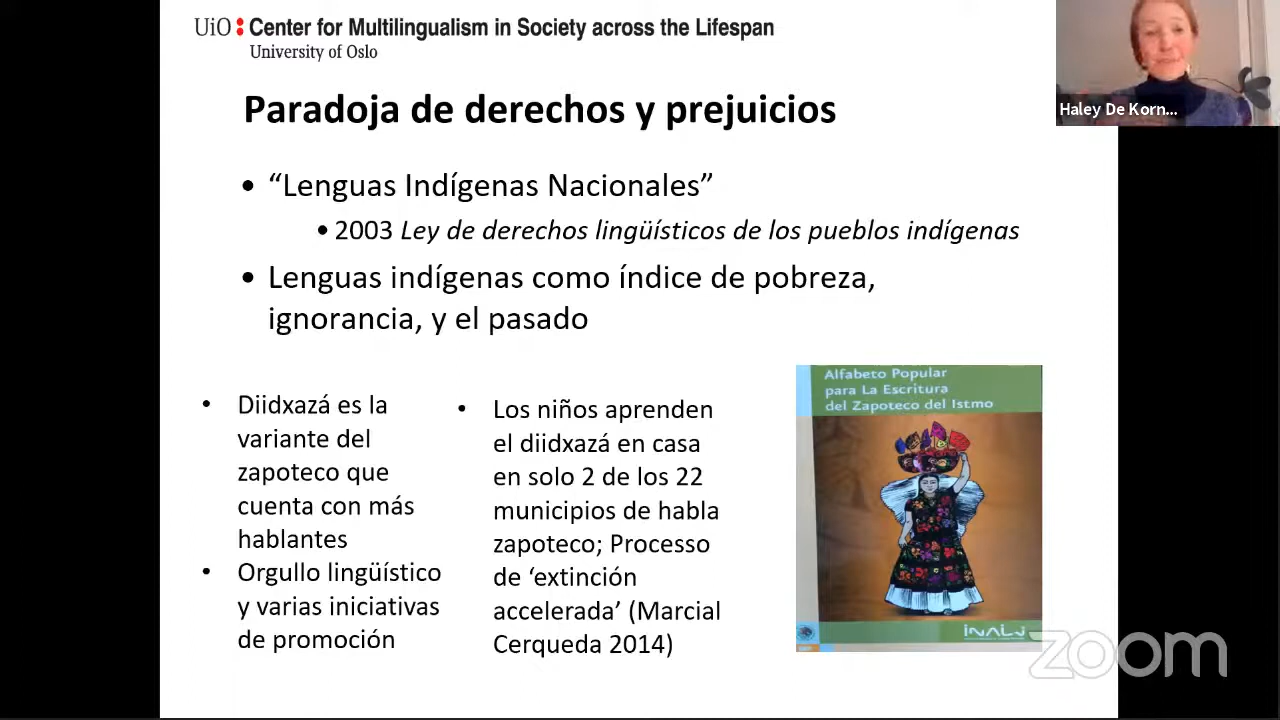 UiO : Center for Multilingualism in Society across the Lifespan
University of Oslo
Haley De Korn...
Paradoja de derechos y prejuicios
• “Lenguas Indígenas Nacionales”
• 2003 Ley de derechos lingüísticos de los pueblos indígenas
• Lenguas indígenas como índice de pobreza,
ignorancia, y el pasado
• Diidxazá es la
variante del
zapoteco que
cuenta con más
hablantes
• Orgullo lingüístico
y varias iniciativas
de promoción
• Los niños aprenden
el diidxazá en casa
en solo 2 de los 22
municipios de habla
zapoteco; Processo
de ‘extinción
accelerada’ (Marcial
Cerqueda 2014)
Alfabeto Popular
para La Escritura
del Zapoteco del Istmo
iNALi
zoom